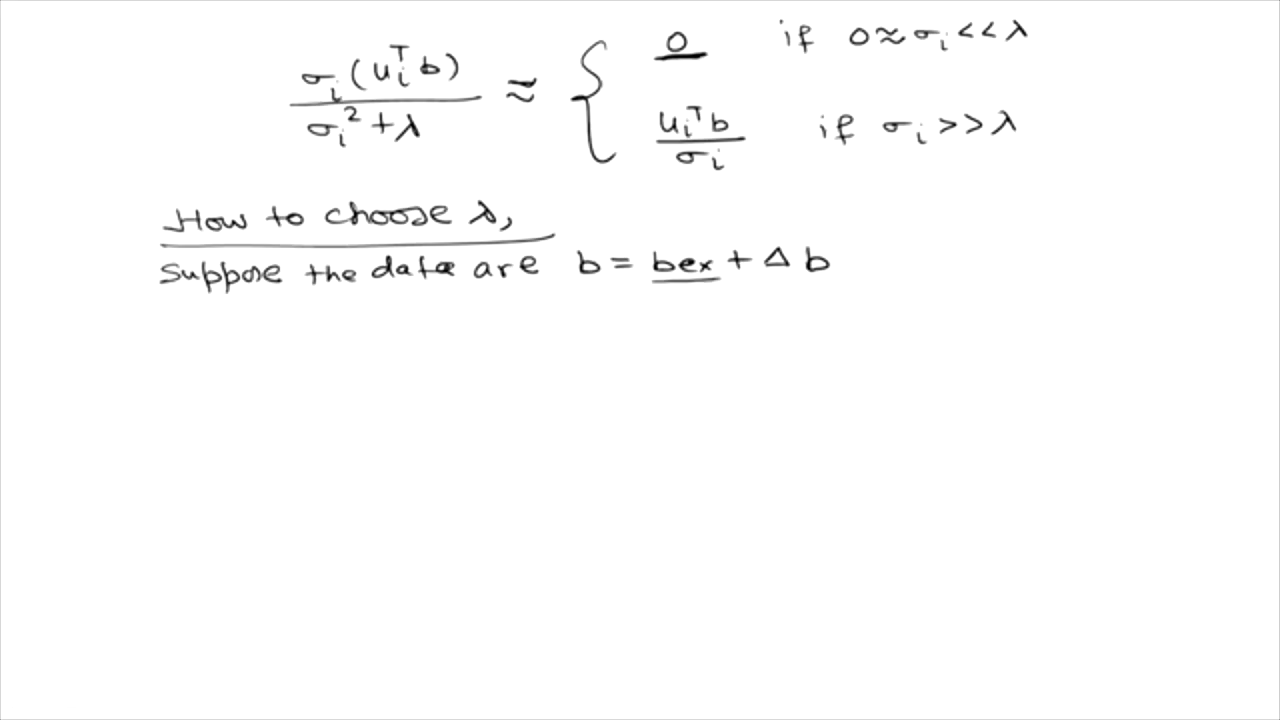 σᵢ(uᵢᵀb) / (σᵢ² + λ) ≈ { 0 if 0 ≈ σᵢ << λ
uᵢᵀb / σᵢ if σᵢ >> λ
How to choose λ,
Suppose the data are b = bex + Δb